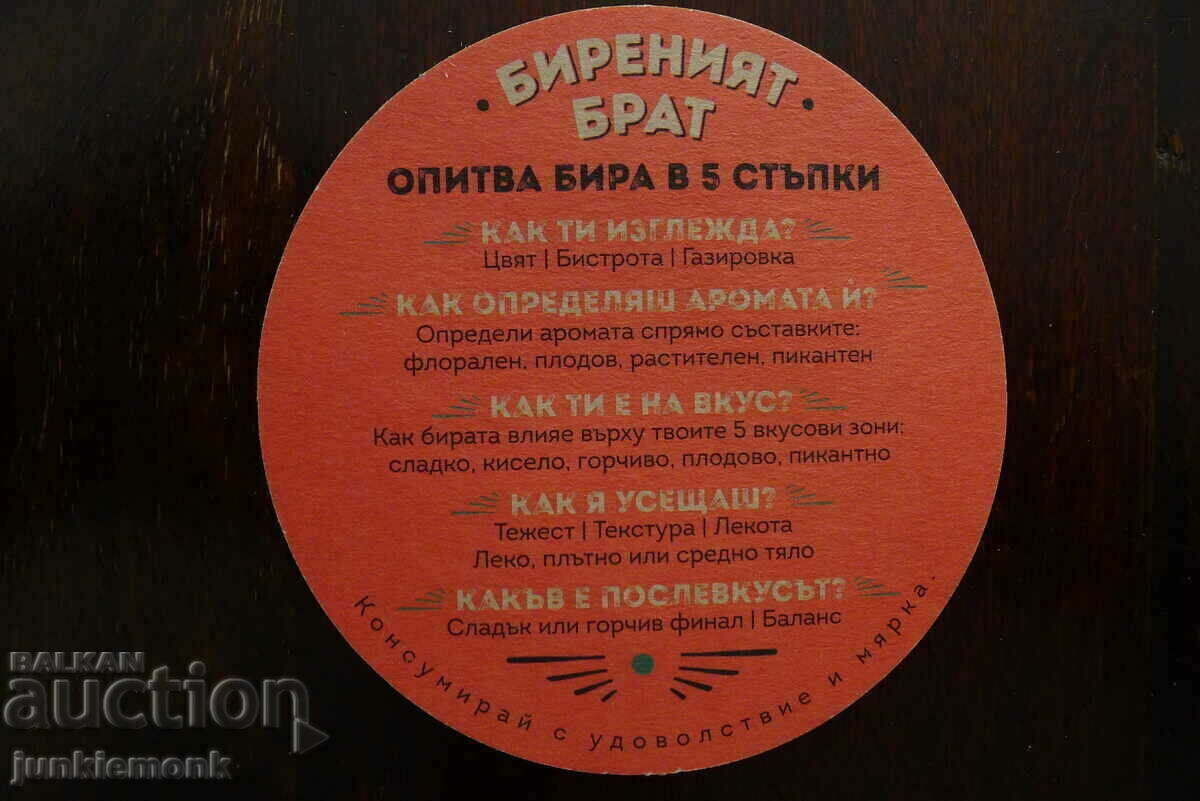 БИРЕНИЯТ
БРАТ
ОПИТВА БИРА В 5 СТЪПКИ
КАК ТИ ИЗГЛЕЖДА?
Цвят | Бистрота | Газировка
КАК ОПРЕДЕЛЯШ АРОМАТА Й?
Определи аромата спрямо съставките:
флорален, плодов, растителен, пикантен
КАК ТИ Е НА ВКУС?
Как бирата влияе върху твоите 5 вкусови зони:
сладко, кисело, горчиво, плодово, пикантно
КАК Я УСЕЩАШ?
Тежест | Текстура | Лекота
Леко, плътно или средно тяло
КАКЪВ Е ПОСЛЕВКУСЪТ?
Сладък или горчив финал | Баланс
Консумирай с удоволствие и мярка.
BALKAN
auction
junkiemonk